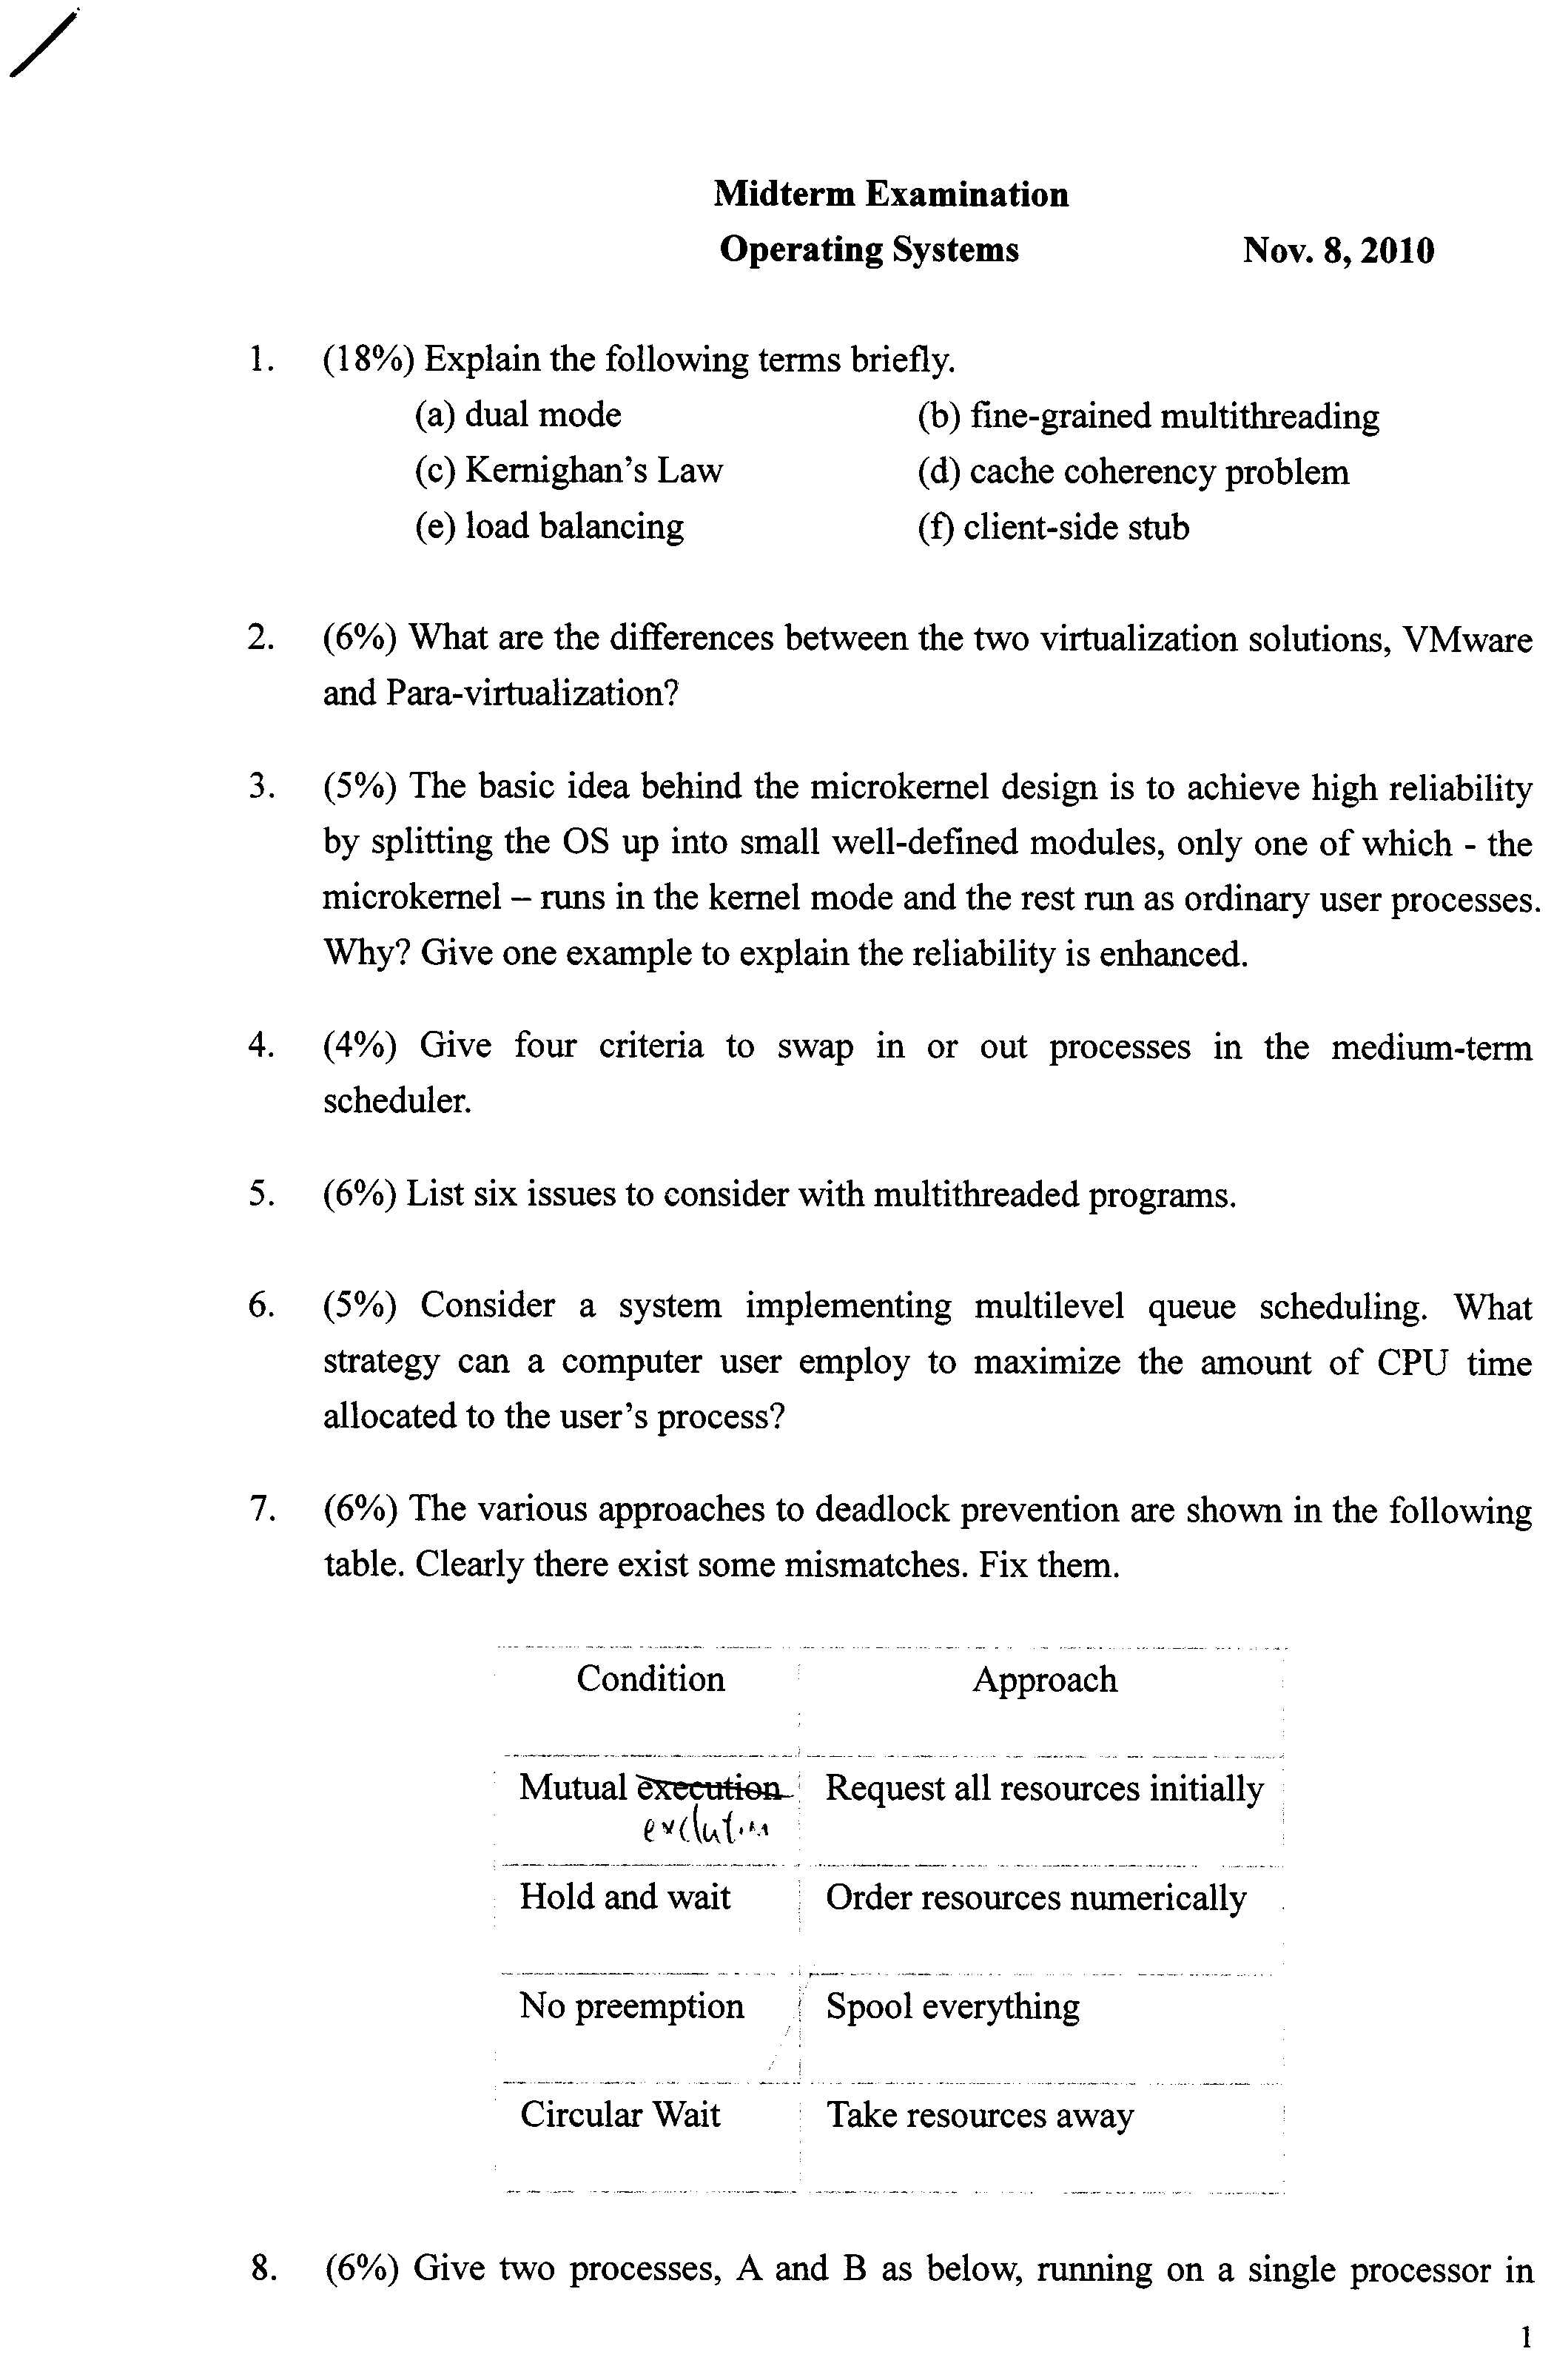 Midterm Examination
Operating Systems Nov. 8, 2010
1. (18%) Explain the following terms briefly.
(a) dual mode (b) fine-grained multithreading
(c) Kernighan's Law (d) cache coherency problem
(e) load balancing (f) client-side stub
2. (6%) What are the differences between the two virtualization solutions, VMware
and Para-virtualization?
3. (5%) The basic idea behind the microkernel design is to achieve high reliability
by splitting the OS up into small well-defined modules, only one of which - the
microkernel – runs in the kernel mode and the rest run as ordinary user processes.
Why? Give one example to explain the reliability is enhanced.
4. (4%) Give four criteria to swap in or out processes in the medium-term
scheduler.
5. (6%) List six issues to consider with multithreaded programs.
6. (5%) Consider a system implementing multilevel queue scheduling. What
strategy can a computer user employ to maximize the amount of CPU time
allocated to the user's process?
7. (6%) The various approaches to deadlock prevention are shown in the following
table. Clearly there exist some mismatches. Fix them.
Condition Approach
Mutual execution Request all resources initially
Hold and wait Order resources numerically
No preemption Spool everything
Circular Wait Take resources away
8. (6%) Give two processes, A and B as below, running on a single processor in
1